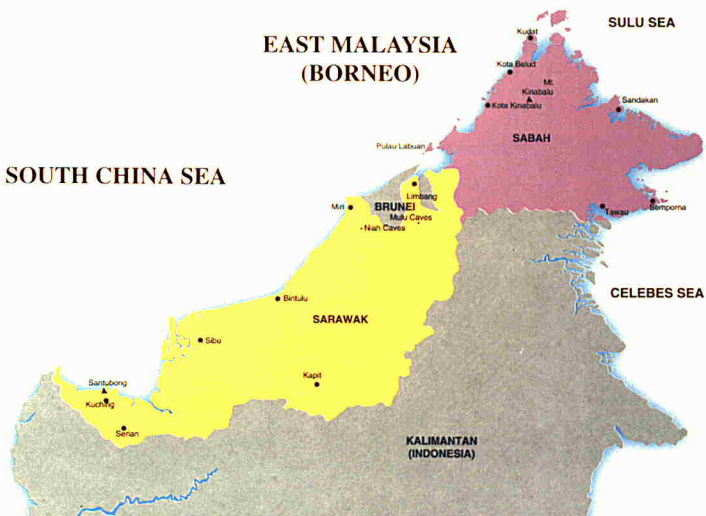 SULU SEA
EAST MALAYSIA
(BORNEO)
Kudat
Kota Belud
Mt.
Kinabalu
Kota Kinabalu
Sandakan
SABAH
Pulau Labuan
SOUTH CHINA SEA
Limbang
BRUNEI
Miri
Mulu Caves
Niah Caves
Semporna
Tawau
CELEBES SEA
Bintulu
SARAWAK
Sibu
Kapit
Santubong
Kuching
Serian
KALIMANTAN
(INDONESIA)